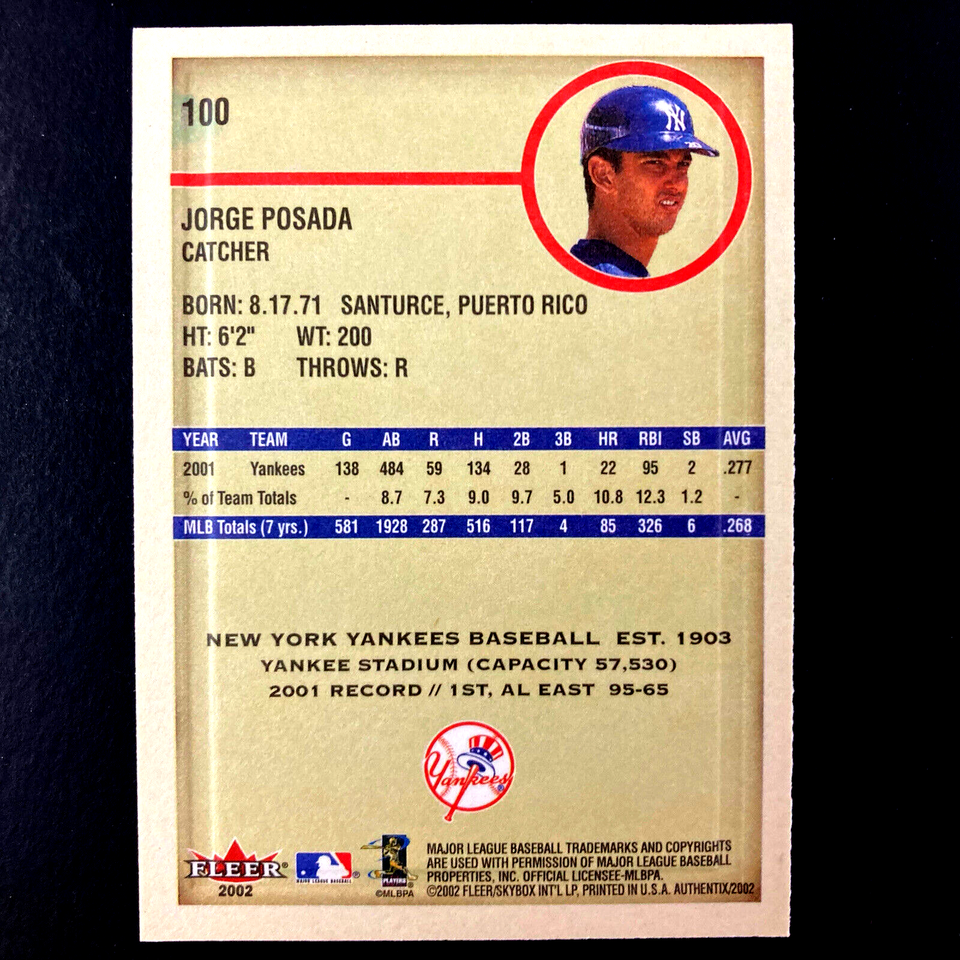 100
NY
JORGE POSADA
CATCHER
BORN: 8.17.71 SANTURCE, PUERTO RICO
HT: 6'2" WT: 200
BATS: B THROWS: R
YEAR TEAM G AB R H 2B 3B HR RBI SB AVG
2001 Yankees 138 484 59 134 28 1 22 95 2 .277
% of Team Totals - 8.7 7.3 9.0 9.7 5.0 10.8 12.3 1.2 -
MLB Totals (7 yrs.) 581 1928 287 516 117 4 85 326 6 .268
NEW YORK YANKEES BASEBALL EST. 1903
YANKEE STADIUM (CAPACITY 57,530)
2001 RECORD // 1ST, AL EAST 95-65
Yankees®
FLEER®
2002
MAJOR LEAGUE BASEBALL ®
PLAYERS
©MLBPA
MAJOR LEAGUE BASEBALL TRADEMARKS AND COPYRIGHTS
ARE USED WITH PERMISSION OF MAJOR LEAGUE BASEBALL
PROPERTIES, INC. OFFICIAL LICENSEE-MLBPA.
©2002 FLEER/SKYBOX INT'L LP, PRINTED IN U.S.A. AUTHENTIX/2002